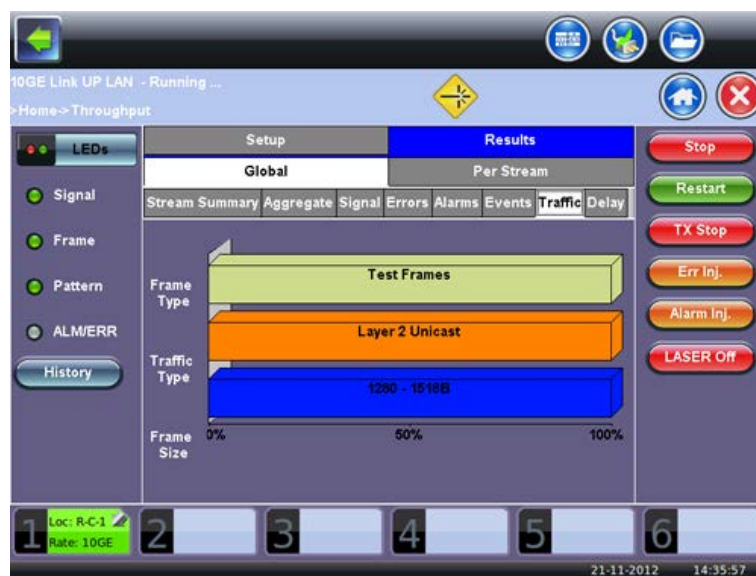 10GE Link UP LAN - Running ...
>Home->Throughput
LEDs
Signal
Frame
Pattern
ALM/ERR
History
Setup
Results
Global
Per Stream
Stream Summary
Aggregate
Signal
Errors
Alarms
Events
Traffic
Delay
Frame
Type
Test Frames
Traffic
Type
Layer 2 Unicast
1280 - 1518B
Frame
Size
0%
50%
100%
Stop
Restart
TX Stop
Err Inj.
Alarm Inj.
LASER Off
1
Loc: R-C-1
Rate: 10GE
2
3
4
5
6
21-11-2012 14:35:57